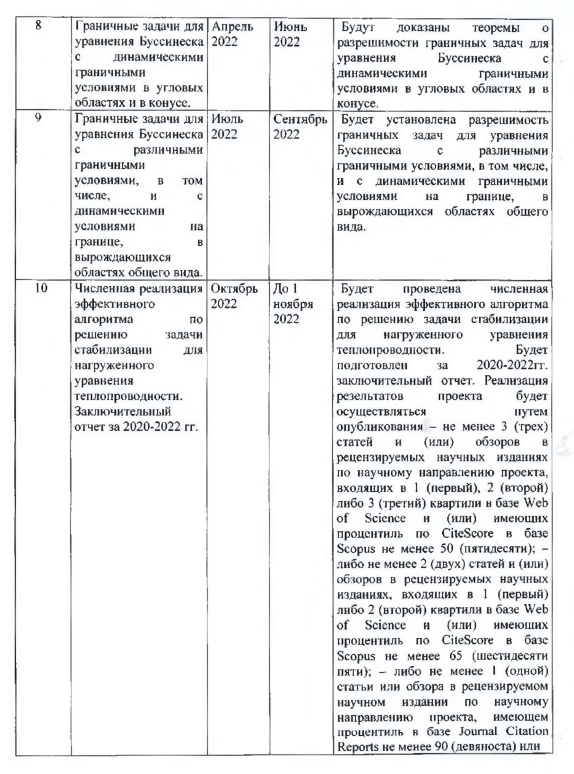 8
Граничные задачи для
уравнения Буссинеска
с динамическими
граничными
условиями в угловых
областях и в конусе.
Апрель
2022
Июнь
2022
Будут доказаны теоремы о
разрешимости граничных задач для
уравнения Буссинеска с
динамическими граничными
условиями в угловых областях и в
конусе.
9
Граничные задачи для
уравнения Буссинеска
с различными
граничными
условиями, в том
числе, и с
динамическими
условиями на
границе, в
вырождающихся
областях общего вида.
Июль
2022
Сентябрь
2022
Будет установлена разрешимость
граничных задач для уравнения
Буссинеска с различными
граничными условиями, в том числе,
и с динамическими граничными
условиями на границе, в
вырождающихся областях общего
вида.
10
Численная реализация
эффективного
алгоритма по
решению задачи
стабилизации для
нагруженного
уравнения
теплопроводности.
Заключительный
отчет за 2020-2022 гг.
Октябрь
2022
До 1
ноября
2022
Будет проведена численная
реализация эффективного алгоритма
по решению задачи стабилизации
для нагруженного уравнения
теплопроводности. Будет
подготовлен за 2020-2022гг.
заключительный отчет. Реализация
резельтатов проекта будет
осуществляться путем
опубликования – не менее 3 (трех)
статей и (или) обзоров в
рецензируемых научных изданиях
по научному направлению проекта,
входящих в 1 (первый), 2 (второй)
либо 3 (третий) квартили в базе Web
of Science и (или) имеющих
процентиль по CiteScore в базе
Scopus не менее 50 (пятидесяти); –
либо не менее 2 (двух) статей и (или)
обзоров в рецензируемых научных
изданиях, входящих в 1 (первый)
либо 2 (второй) квартили в базе Web
of Science и (или) имеющих
процентиль по CiteScore в базе
Scopus не менее 65 (шестидесяти
пяти); – либо не менее 1 (одной)
статьи или обзора в рецензируемом
научном издании по научному
направлению проекта, имеющем
процентиль в базе Journal Citation
Reports не менее 90 (девяноста) или